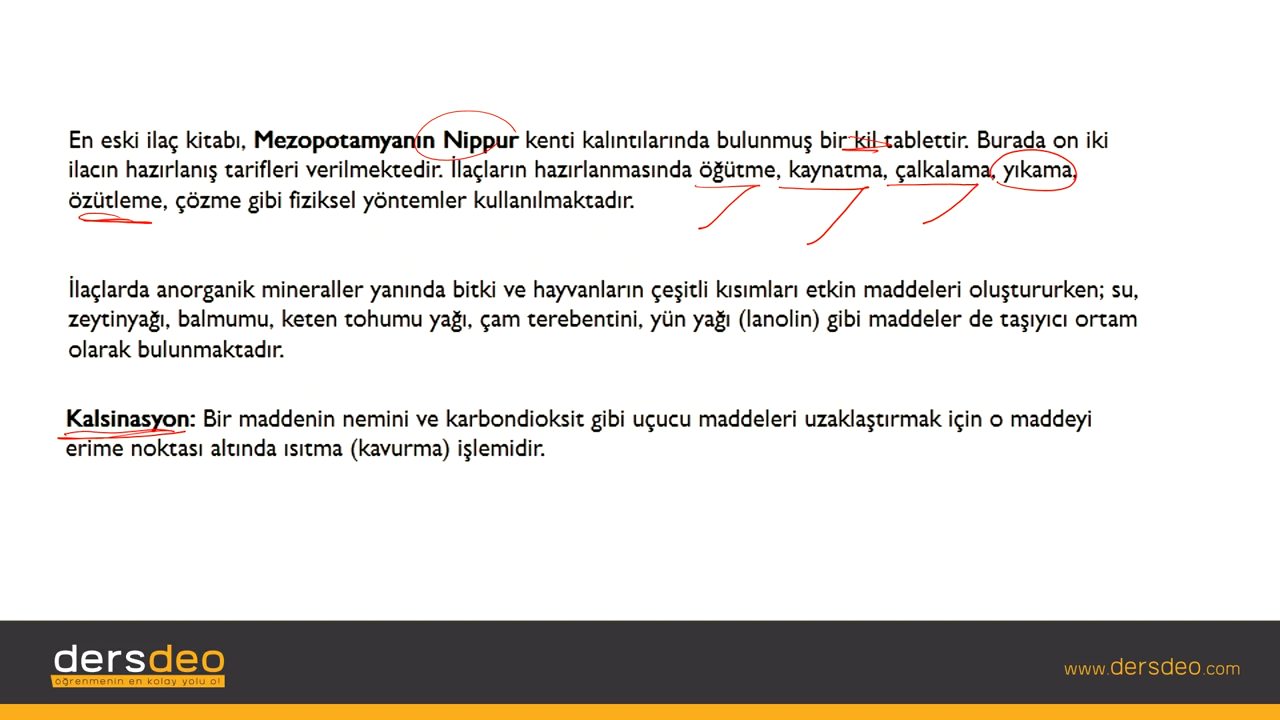 En eski ilaç kitabı, Mezopotamyanın Nippur kenti kalıntılarında bulunmuş bir kil tablettir. Burada on iki
ilacın hazırlanış tarifleri verilmektedir. İlaçların hazırlanmasında öğütme, kaynatma, çalkalama, yıkama,
özütleme, çözme gibi fiziksel yöntemler kullanılmaktadır.
İlaçlarda anorganik mineraller yanında bitki ve hayvanların çeşitli kısımları etkin maddeleri oluştururken; su,
zeytinyağı, balmumu, keten tohumu yağı, çam terebentini, yün yağı (lanolin) gibi maddeler de taşıyıcı ortam
olarak bulunmaktadır.
Kalsinasyon: Bir maddenin nemini ve karbondioksit gibi uçucu maddeleri uzaklaştırmak için o maddeyi
erime noktası altında ısıtma (kavurma) işlemidir.
dersdeo
öğrenmenin en kolay yolu.o!
www.dersdeo.com